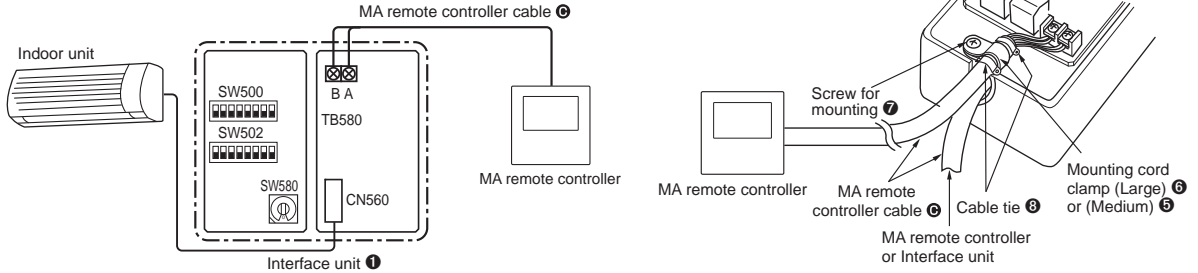 MA remote controller cable C
Indoor unit
SW500
SW502
SW580
B A
TB580
CN560
MA remote controller
Interface unit ❶
Screw for
mounting ❼
MA remote controller
MA remote
controller cable C
Cable tie ❽
MA remote controller
or Interface unit
Mounting cord
clamp (Large) ❻
or (Medium) ❺